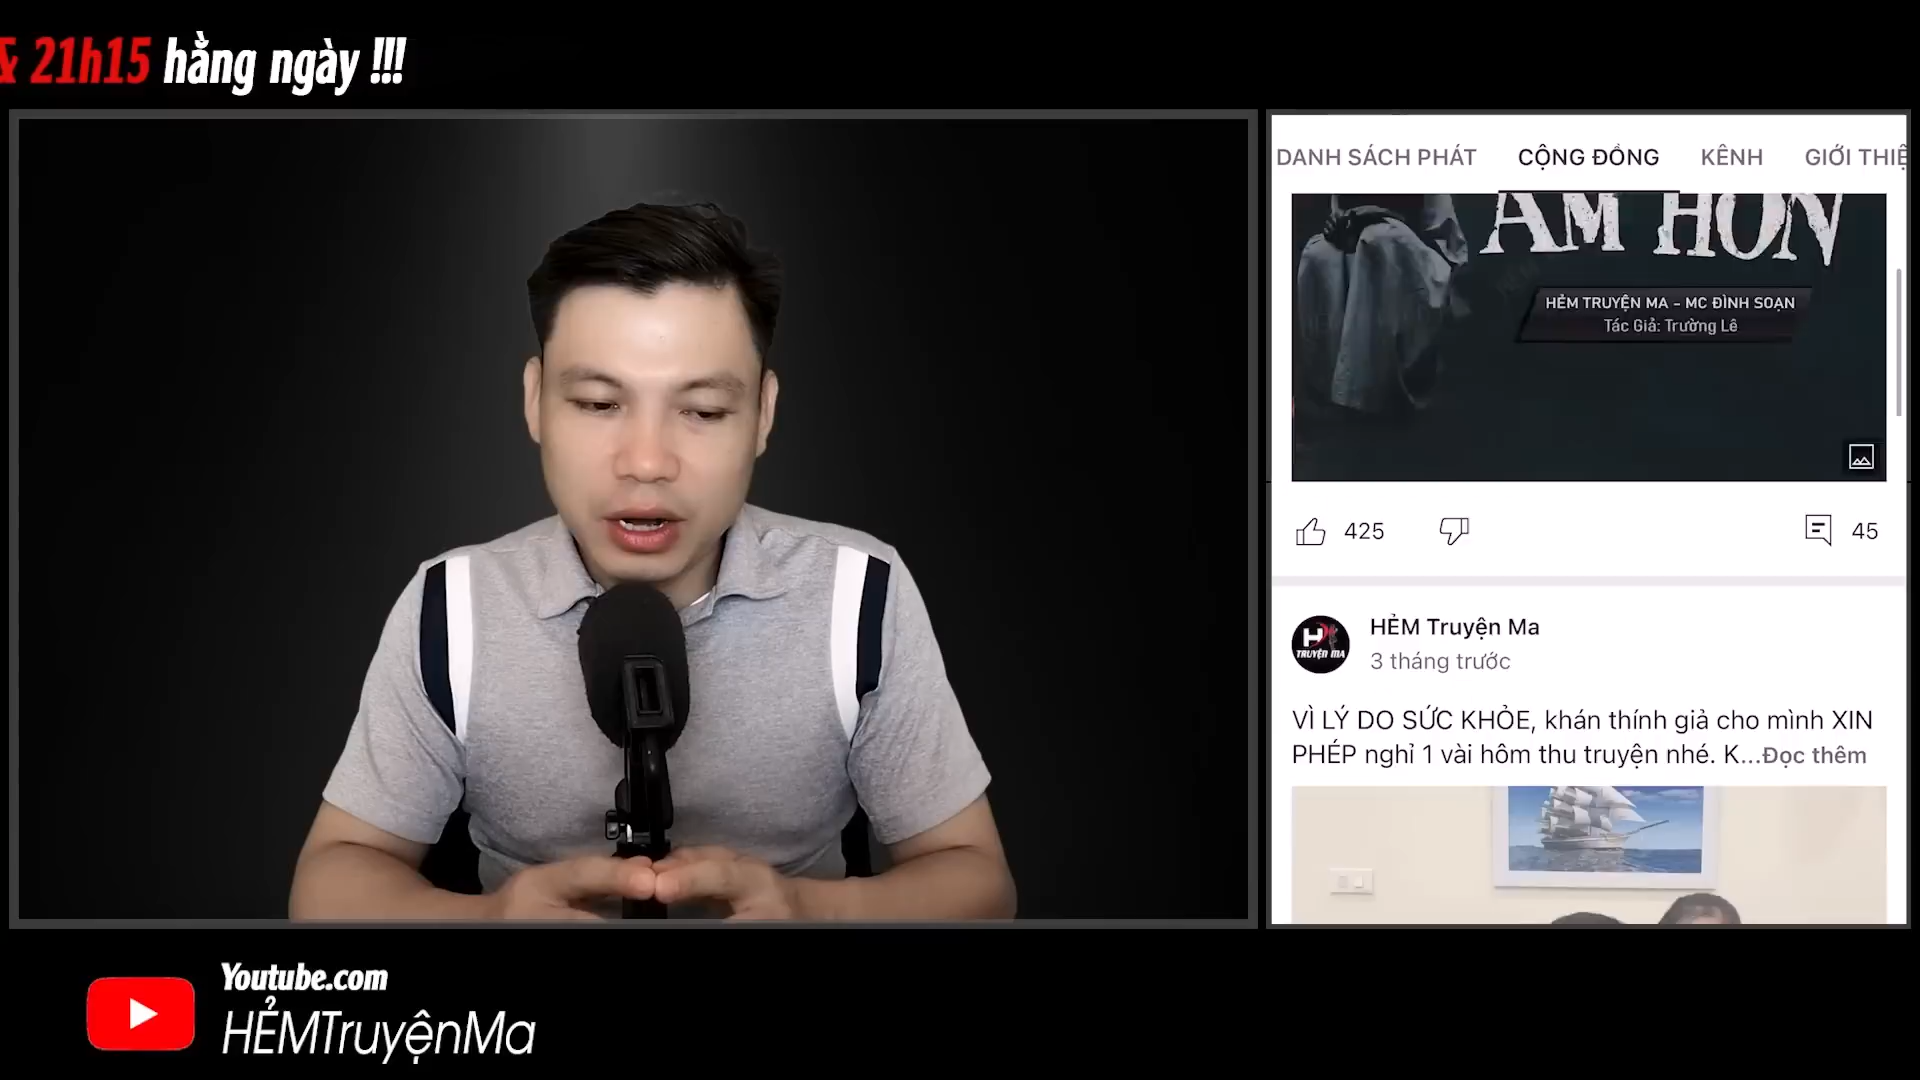 & 21h15 hằng ngày !!!
DANH SÁCH PHÁT CỘNG ĐỒNG KÊNH GIỚI THIỆ
ÂM HỒN
HẺM TRUYỆN MA - MC ĐÌNH SOẠN
Tác Giả: Trường Lê
425 45
H
TRUYỆN MA
HẺM Truyện Ma
3 tháng trước
VÌ LÝ DO SỨC KHỎE, khán thính giả cho mình XIN
PHÉP nghỉ 1 vài hôm thu truyện nhé. K...Đọc thêm
Youtube.com
HẺMTruyệnMa